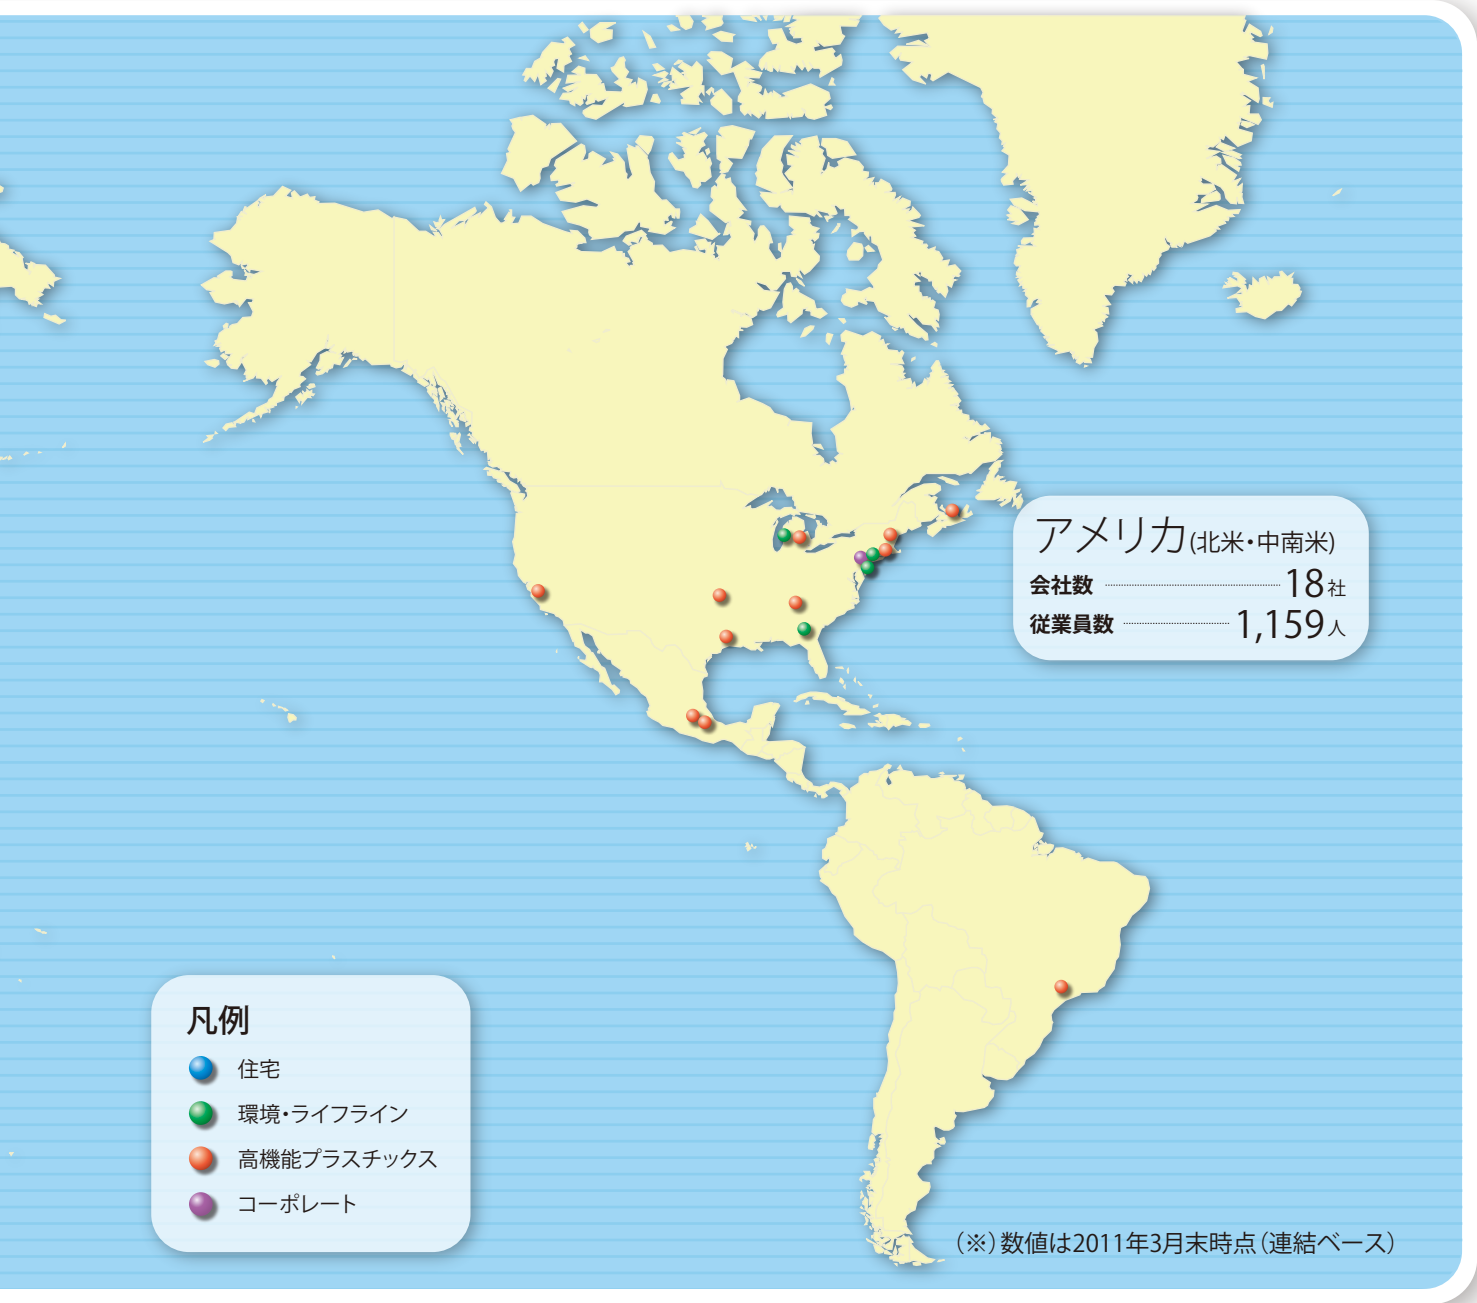 アメリカ(北米・中南米)
会社数 18社
従業員数 1,159人
凡例
住宅
環境・ライフライン
高機能プラスチックス
コーポレート
(※)数値は2011年3月末時点(連結ベース)